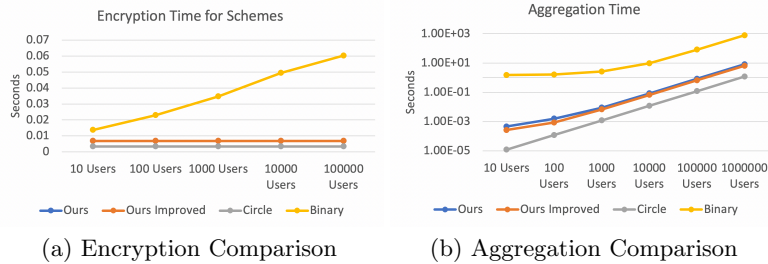 Encryption Time for Schemes
0.07
0.06
0.05
0.04
0.03
0.02
0.01
0
Seconds
10 Users
100 Users
1000 Users
10000
Users
100000
Users
Ours
Ours Improved
Circle
Binary
(a) Encryption Comparison
Aggregation Time
1.00E+03
1.00E+01
1.00E-01
1.00E-03
1.00E-05
Seconds
10 Users
100
Users
1000
Users
10000
Users
100000
Users
1000000
Users
Ours
Ours Improved
Circle
Binary
(b) Aggregation Comparison